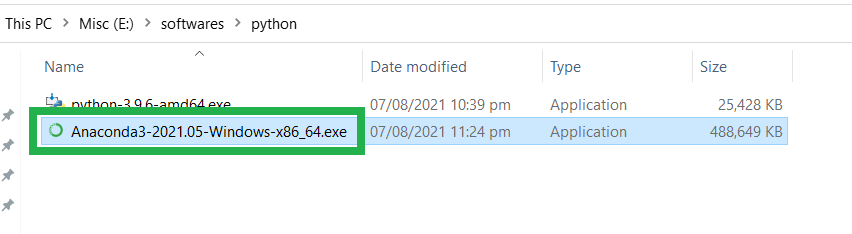 This PC > Misc (E:) > softwares > python
Name Date modified Type Size
python-3.9.6-amd64.exe 07/08/2021 10:39 pm Application 25,428 KB
Anaconda3-2021.05-Windows-x86_64.exe 07/08/2021 11:24 pm Application 488,649 KB